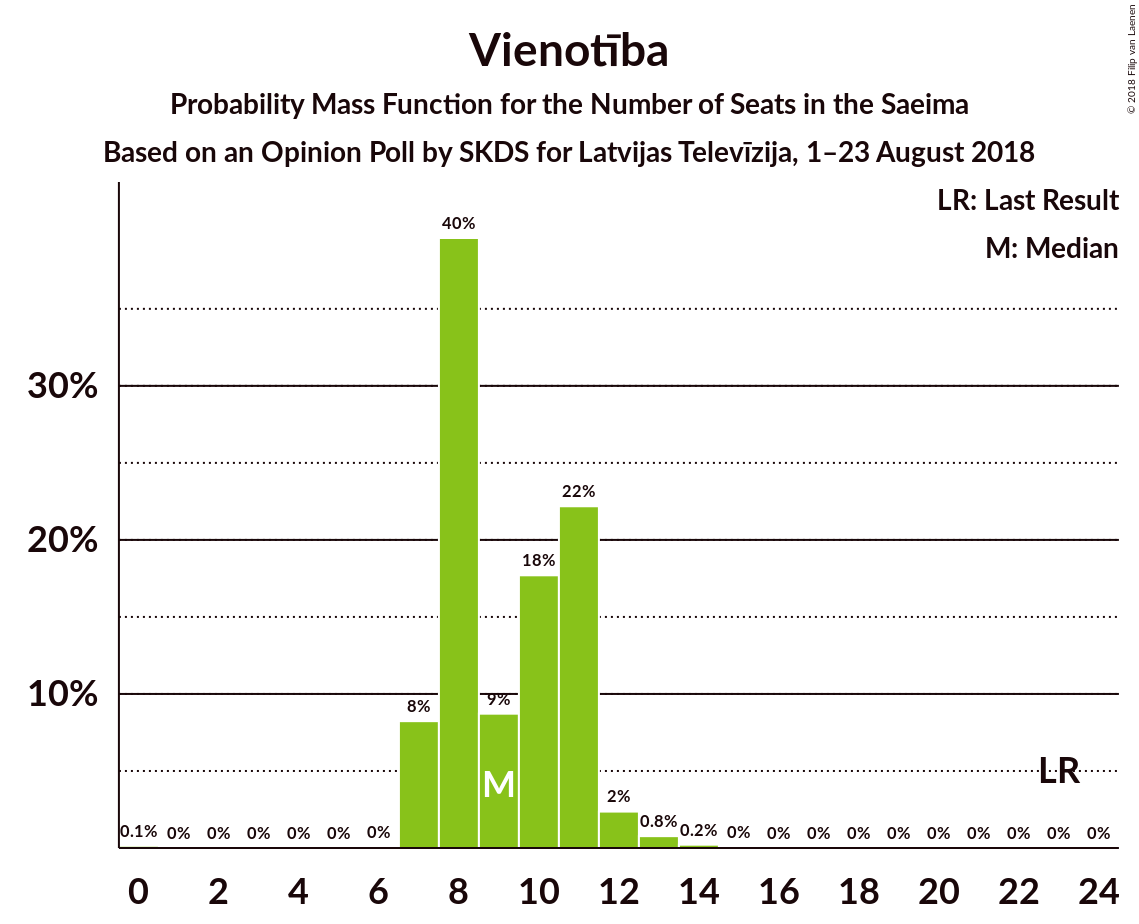 Vienotība
Probability Mass Function for the Number of Seats in the Saeima
Based on an Opinion Poll by SKDS for Latvijas Televīzija, 1–23 August 2018
© 2018 Filip van Laenen
LR: Last Result
M: Median
40%
30%
22%
20%
18%
10%
8%
9%
M
LR
0.1% 0% 0% 0% 0% 0% 0% 2% 0.8% 0.2% 0% 0% 0% 0% 0% 0% 0% 0% 0% 0%
0 2 4 6 8 10 12 14 16 18 20 22 24